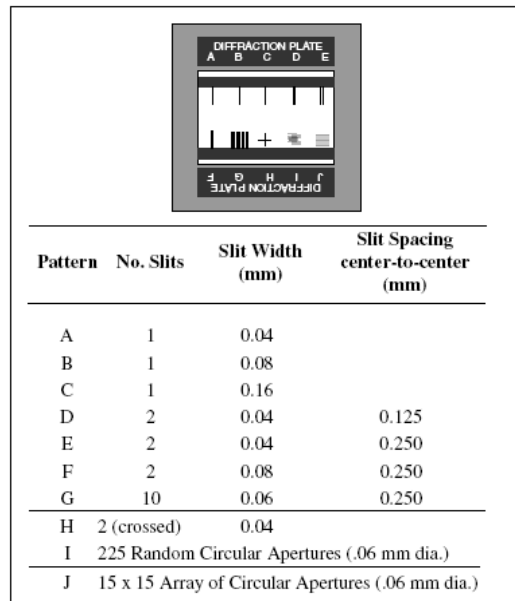 DIFFRACTION PLATE
A B C D E
F G H I J
DIFFRACTION PLATE
Pattern No. Slits Slit Width (mm) Slit Spacing center-to-center (mm)
A 1 0.04
B 1 0.08
C 1 0.16
D 2 0.04 0.125
E 2 0.04 0.250
F 2 0.08 0.250
G 10 0.06 0.250
H 2 (crossed) 0.04
I 225 Random Circular Apertures (.06 mm dia.)
J 15 x 15 Array of Circular Apertures (.06 mm dia.)